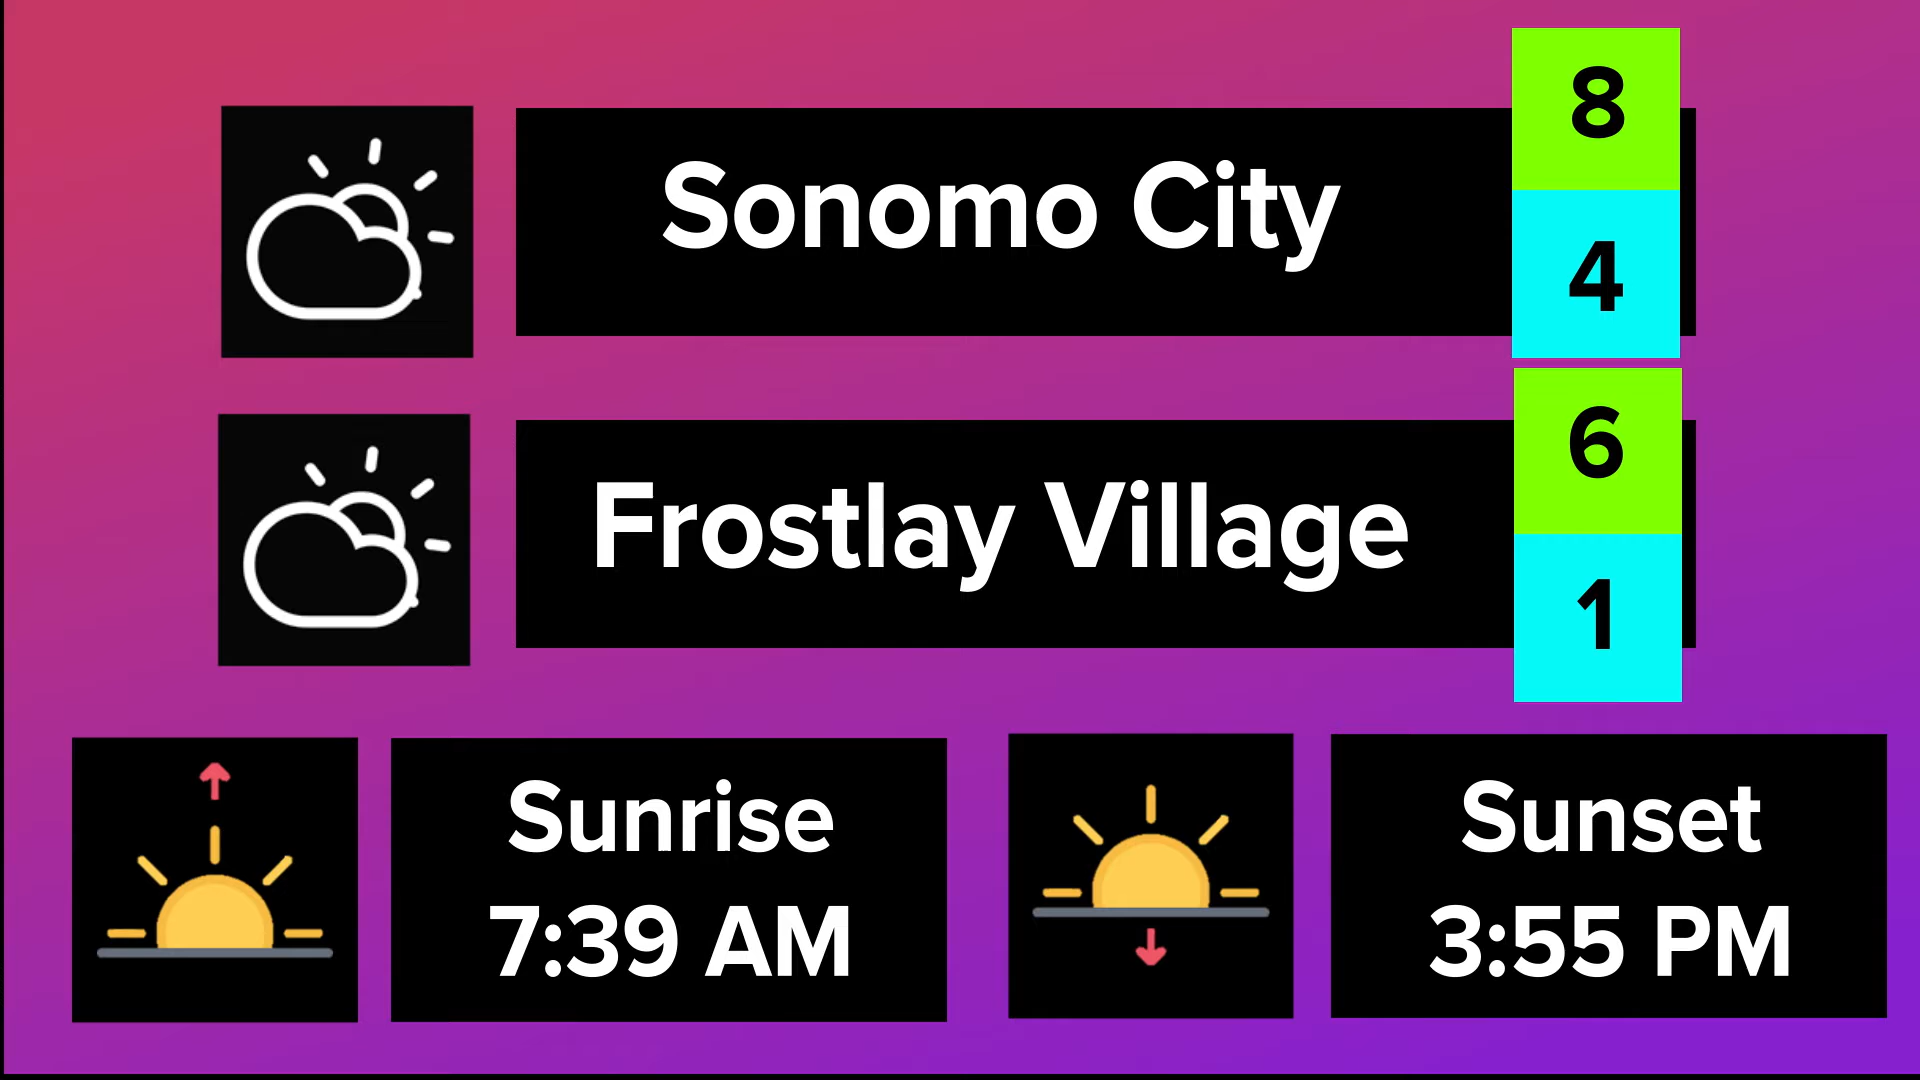 Sonomo City
8
4
Frostlay Village
6
1
Sunrise
7:39 AM
Sunset
3:55 PM